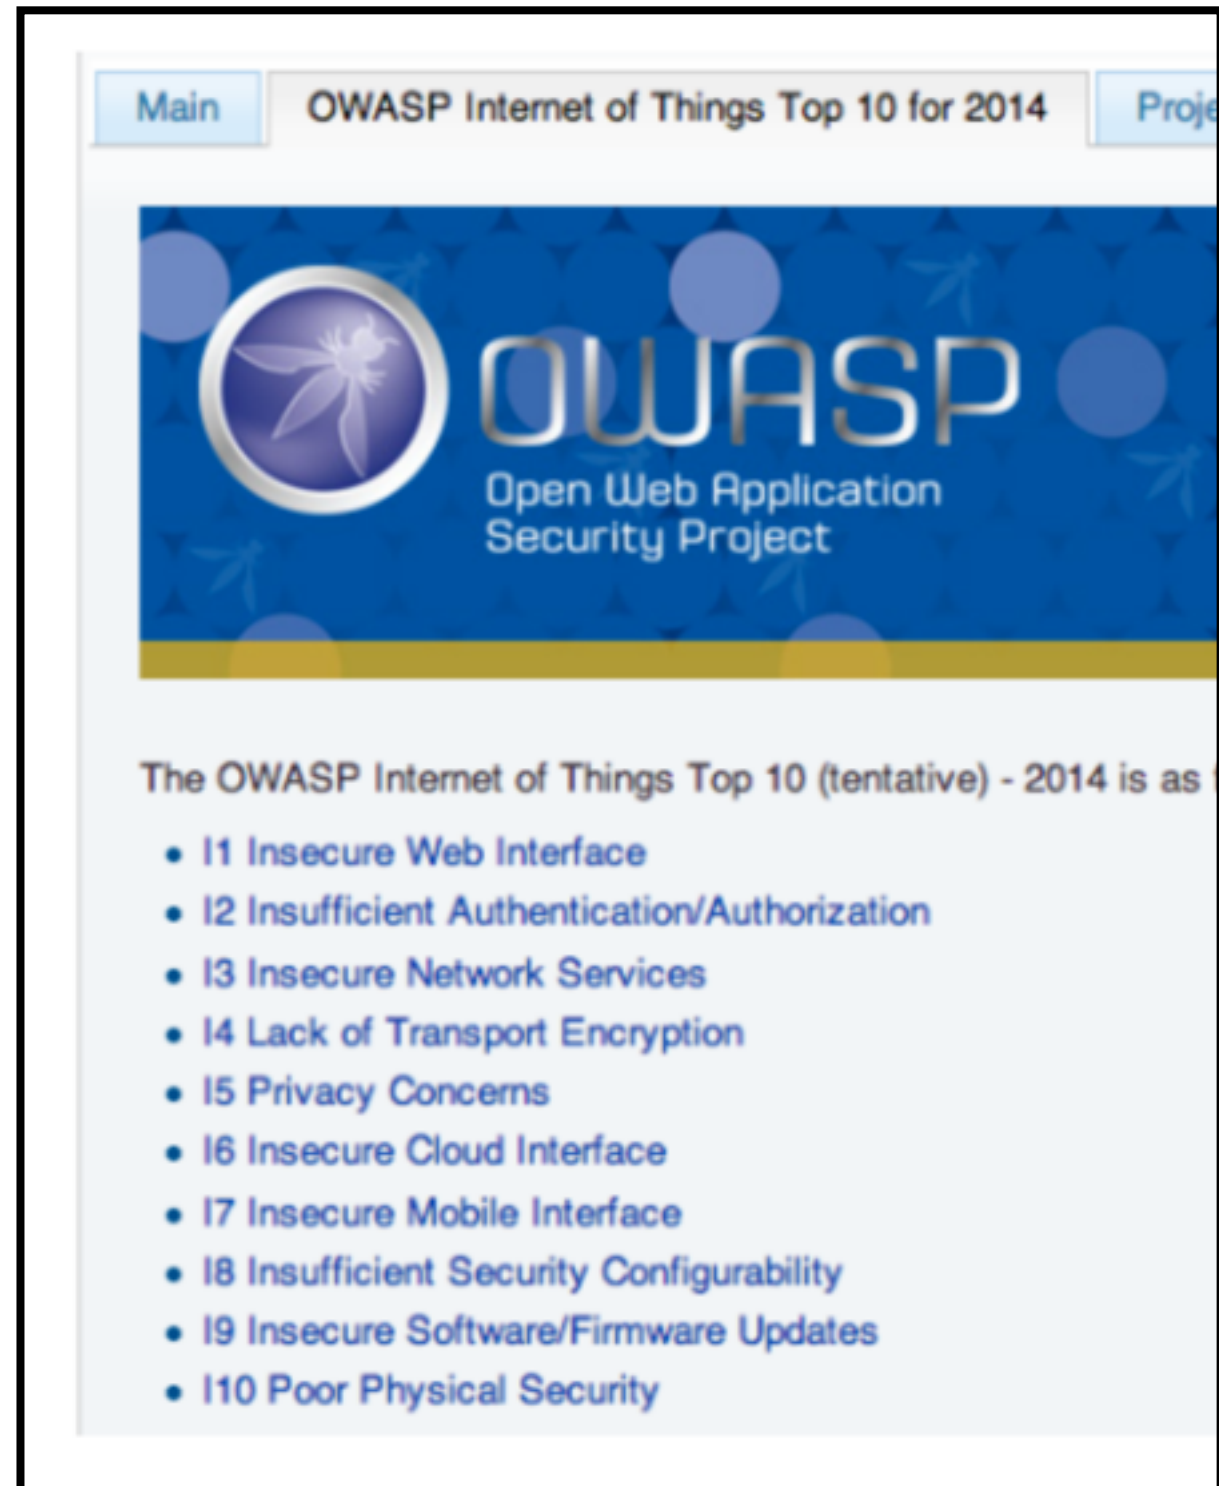 Main OWASP Internet of Things Top 10 for 2014 Proje
OWASP
Open Web Application
Security Project
The OWASP Internet of Things Top 10 (tentative) - 2014 is as
• I1 Insecure Web Interface
• I2 Insufficient Authentication/Authorization
• I3 Insecure Network Services
• I4 Lack of Transport Encryption
• I5 Privacy Concerns
• I6 Insecure Cloud Interface
• I7 Insecure Mobile Interface
• I8 Insufficient Security Configurability
• I9 Insecure Software/Firmware Updates
• I10 Poor Physical Security